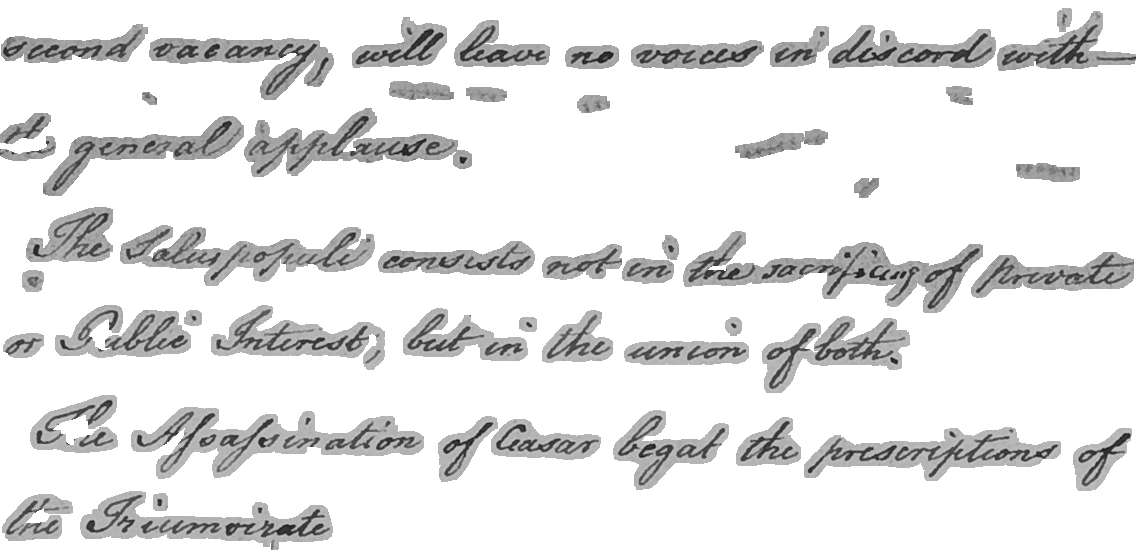 second vacancy, will leave no voices in discord with—
general applause.
The Salus populi consists not in the sacrificing of private
or Public Interest, but in the union of both.
The Assassination of Ceasar begat the prescriptions of
the Triumvirate